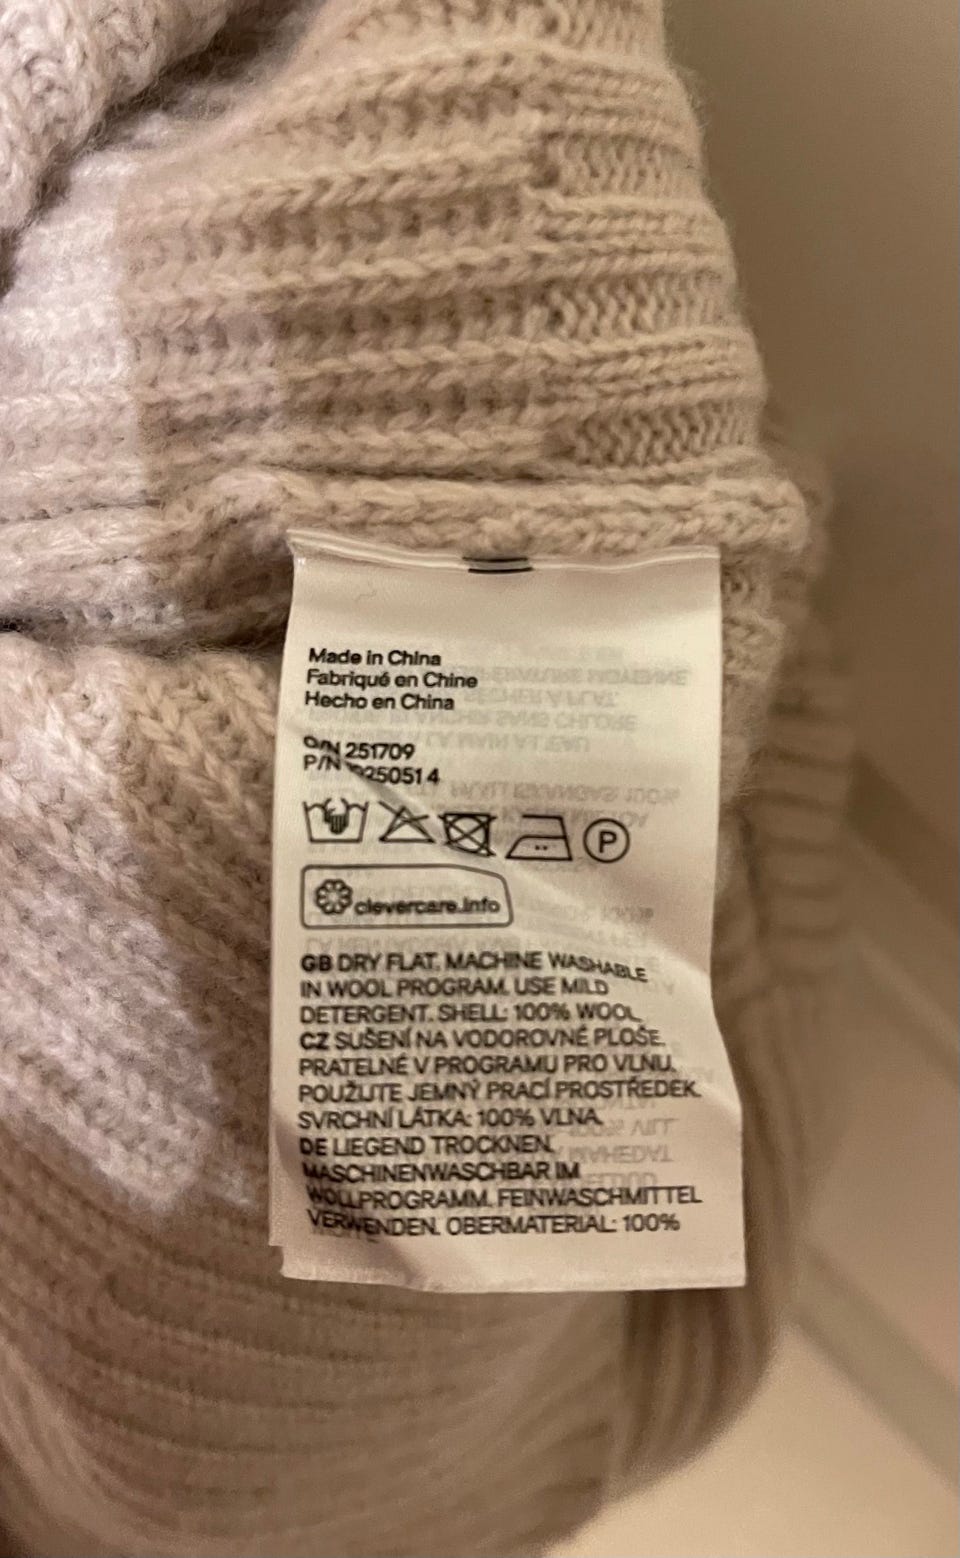 Made in China
Fabriqué en Chine
Hecho en China
O/N 251709
P/N
P
clevercare.info
GB DRY FLAT. MACHINE WASHABLE
IN WOOL PROGRAM. USE MILD
DETERGENT. SHELL: 100% WOOL
CZ SUŠENÍ NA VODOROVNÉ PLOŠE.
PRATELNÉ V PROGRAMU PRO VLNU.
POUŽIJTE JEMNÝ PRACÍ PROSTŘEDEK.
SVRCHNÍ LÁTKA: 100% VLNA.
DE LIEGEND TROCKNEN.
MASCHINENWASCHBAR IM
WOLLPROGRAMM. FEINWASCHMITTEL
VERWENDEN. OBERMATERIAL: 100%